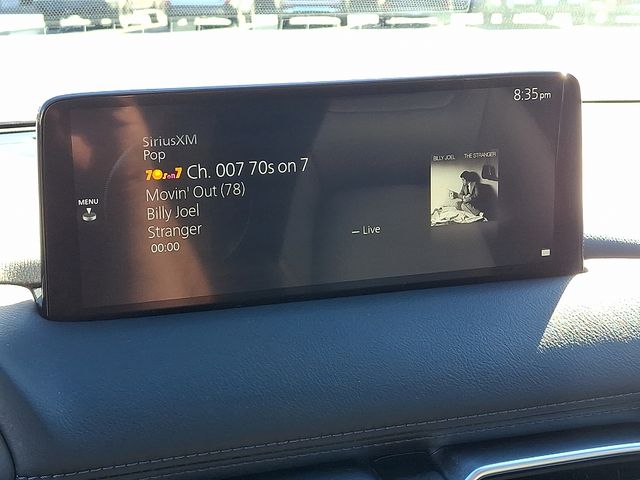 8:35pm
SiriusXM
Pop
70s on 7 Ch. 007 70s on 7
Movin' Out (78)
Billy Joel
Stranger
00:00
– Live
MENU
BILLY JOEL THE STRANGER